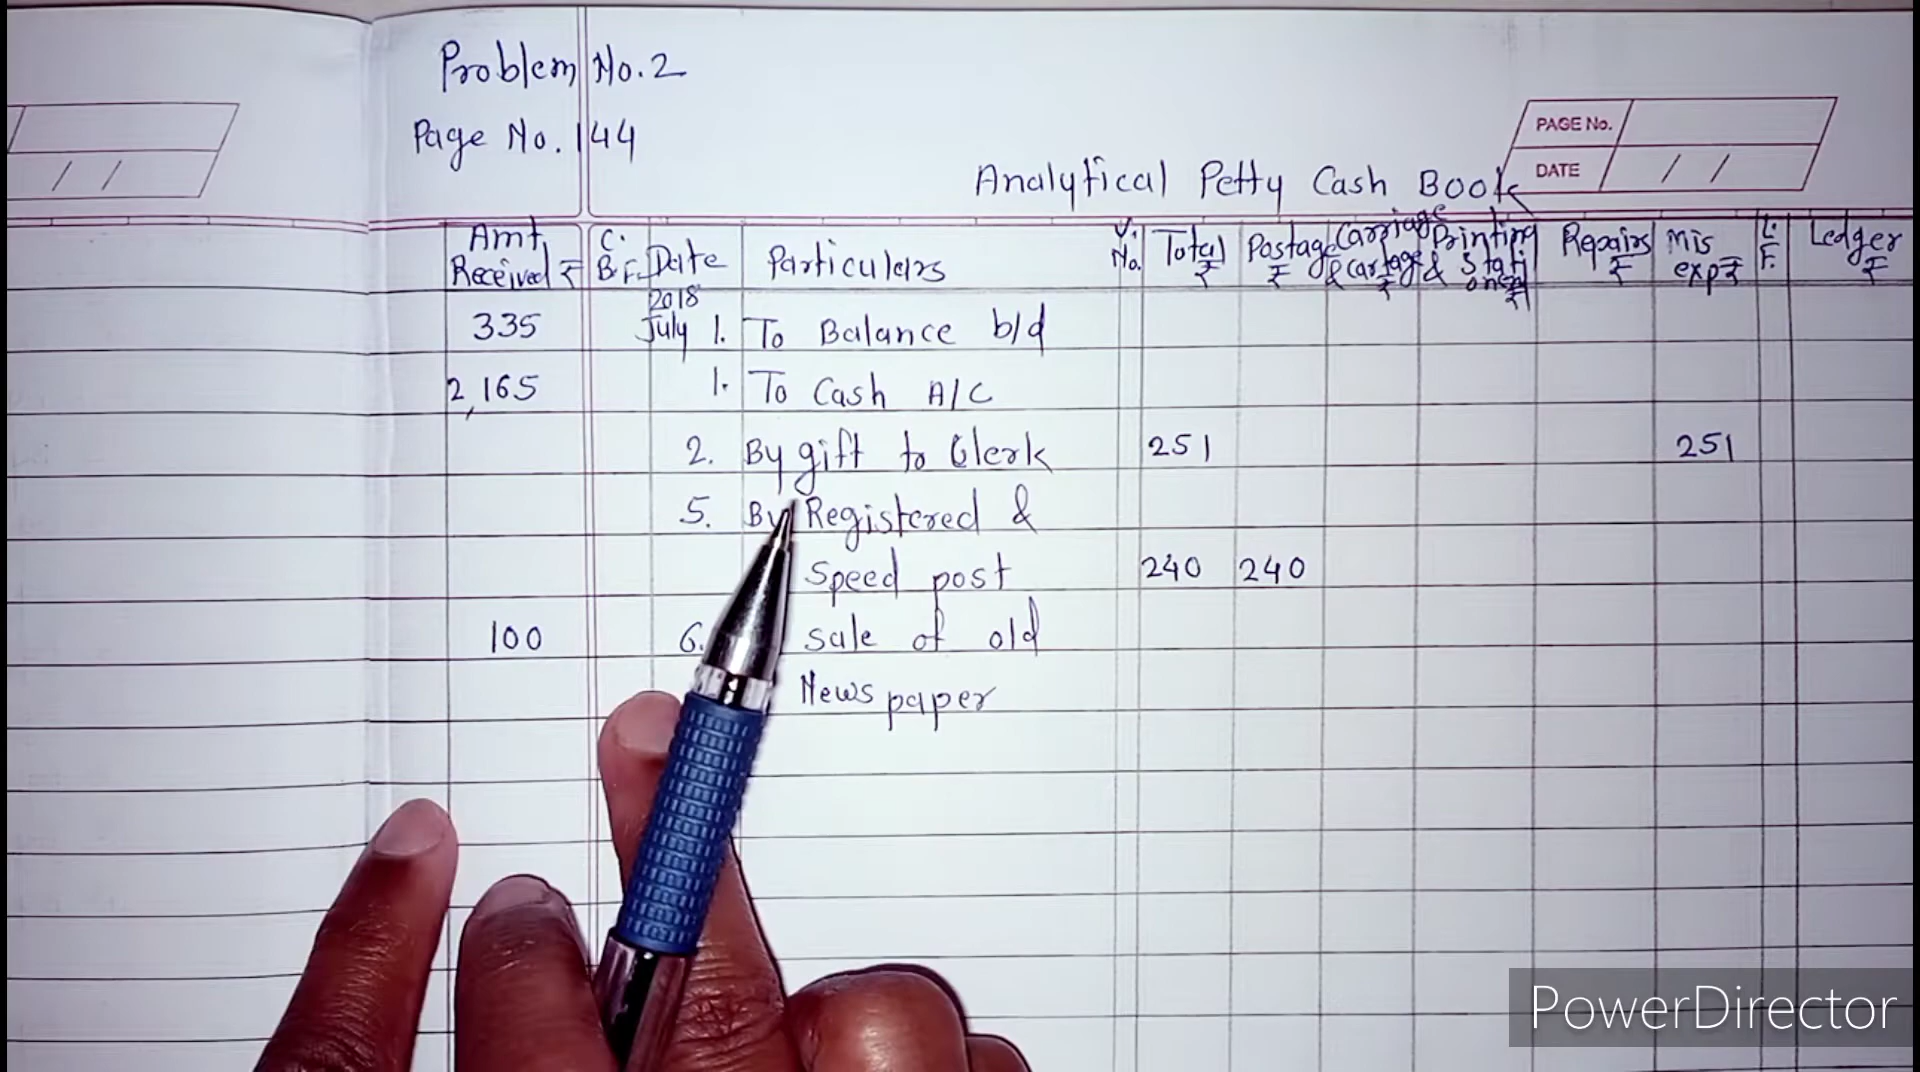 Problem No. 2
Page No. 144
PAGE No.
DATE / /
/ /
Analytical Petty Cash Book
Amt Received ₹ C.B.F. Date Particulars V. No. Total ₹ Postage ₹ Carriage & Cartage ₹ Printing & Stationery ₹ Repairs ₹ Mis exp ₹ L.F. Ledger ₹
2018
335 July 1. To Balance b/d
2,165 1. To Cash A/C
2. By gift to Clerk 251 251
5. By Registered &
Speed post 240 240
100 6. sale of old
News paper
PowerDirector